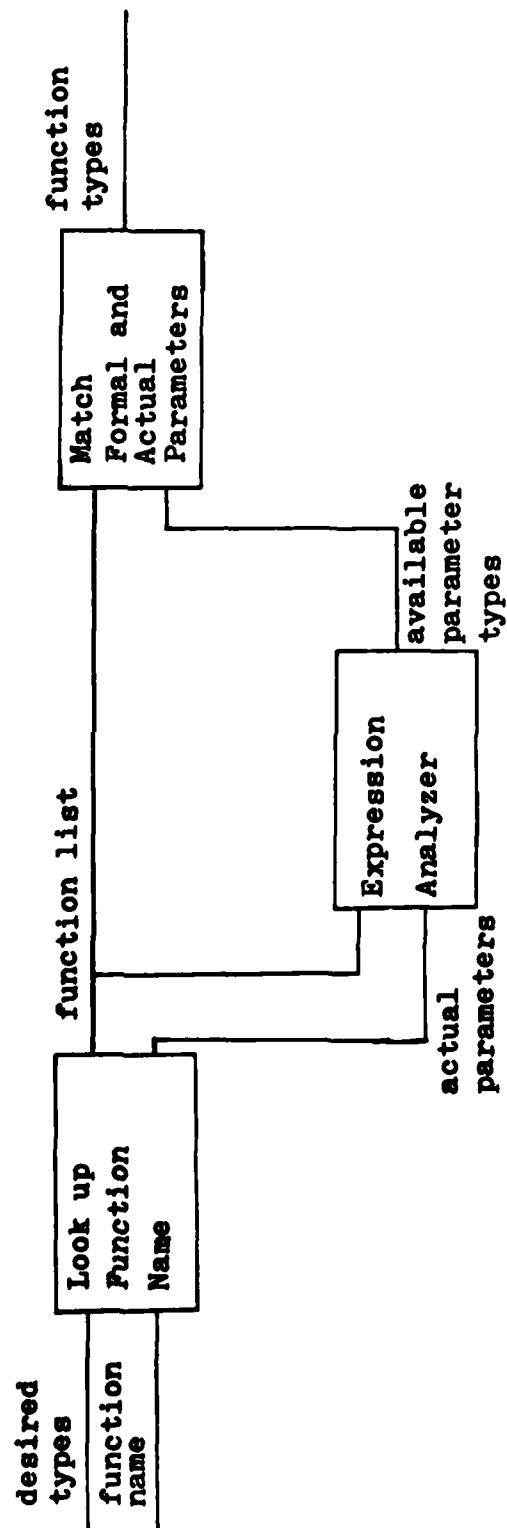 desired
types
function
name
Look up
Function
Name
function list
actual
parameters
Expression
Analyzer
available
parameter
types
Match
Formal and
Actual
Parameters
function
types